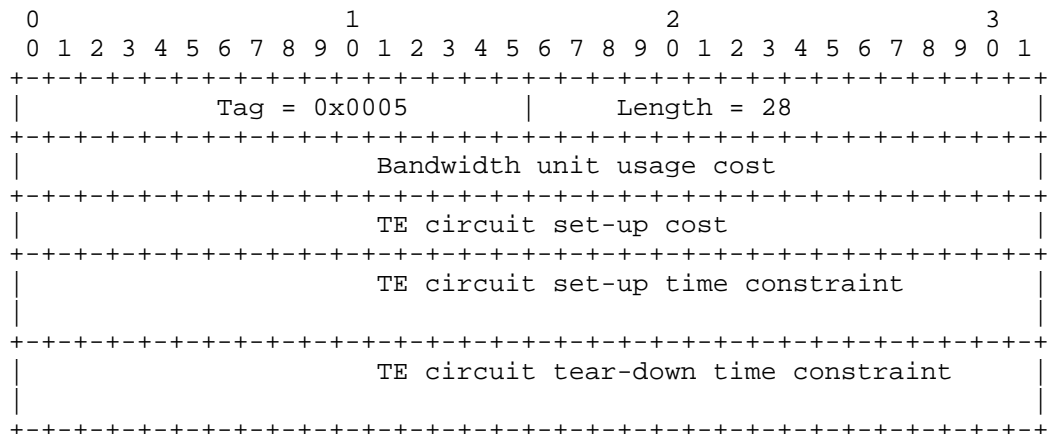 0                   1                   2                   3
 0 1 2 3 4 5 6 7 8 9 0 1 2 3 4 5 6 7 8 9 0 1 2 3 4 5 6 7 8 9 0 1
+-+-+-+-+-+-+-+-+-+-+-+-+-+-+-+-+-+-+-+-+-+-+-+-+-+-+-+-+-+-+-+-+
|            Tag = 0x0005       |     Length = 28               |
+-+-+-+-+-+-+-+-+-+-+-+-+-+-+-+-+-+-+-+-+-+-+-+-+-+-+-+-+-+-+-+-+
|                      Bandwidth unit usage cost                |
+-+-+-+-+-+-+-+-+-+-+-+-+-+-+-+-+-+-+-+-+-+-+-+-+-+-+-+-+-+-+-+-+
|                      TE circuit set-up cost                   |
+-+-+-+-+-+-+-+-+-+-+-+-+-+-+-+-+-+-+-+-+-+-+-+-+-+-+-+-+-+-+-+-+
|                      TE circuit set-up time constraint        |
|                                                               |
+-+-+-+-+-+-+-+-+-+-+-+-+-+-+-+-+-+-+-+-+-+-+-+-+-+-+-+-+-+-+-+-+
|                      TE circuit tear-down time constraint     |
|                                                               |
+-+-+-+-+-+-+-+-+-+-+-+-+-+-+-+-+-+-+-+-+-+-+-+-+-+-+-+-+-+-+-+-+